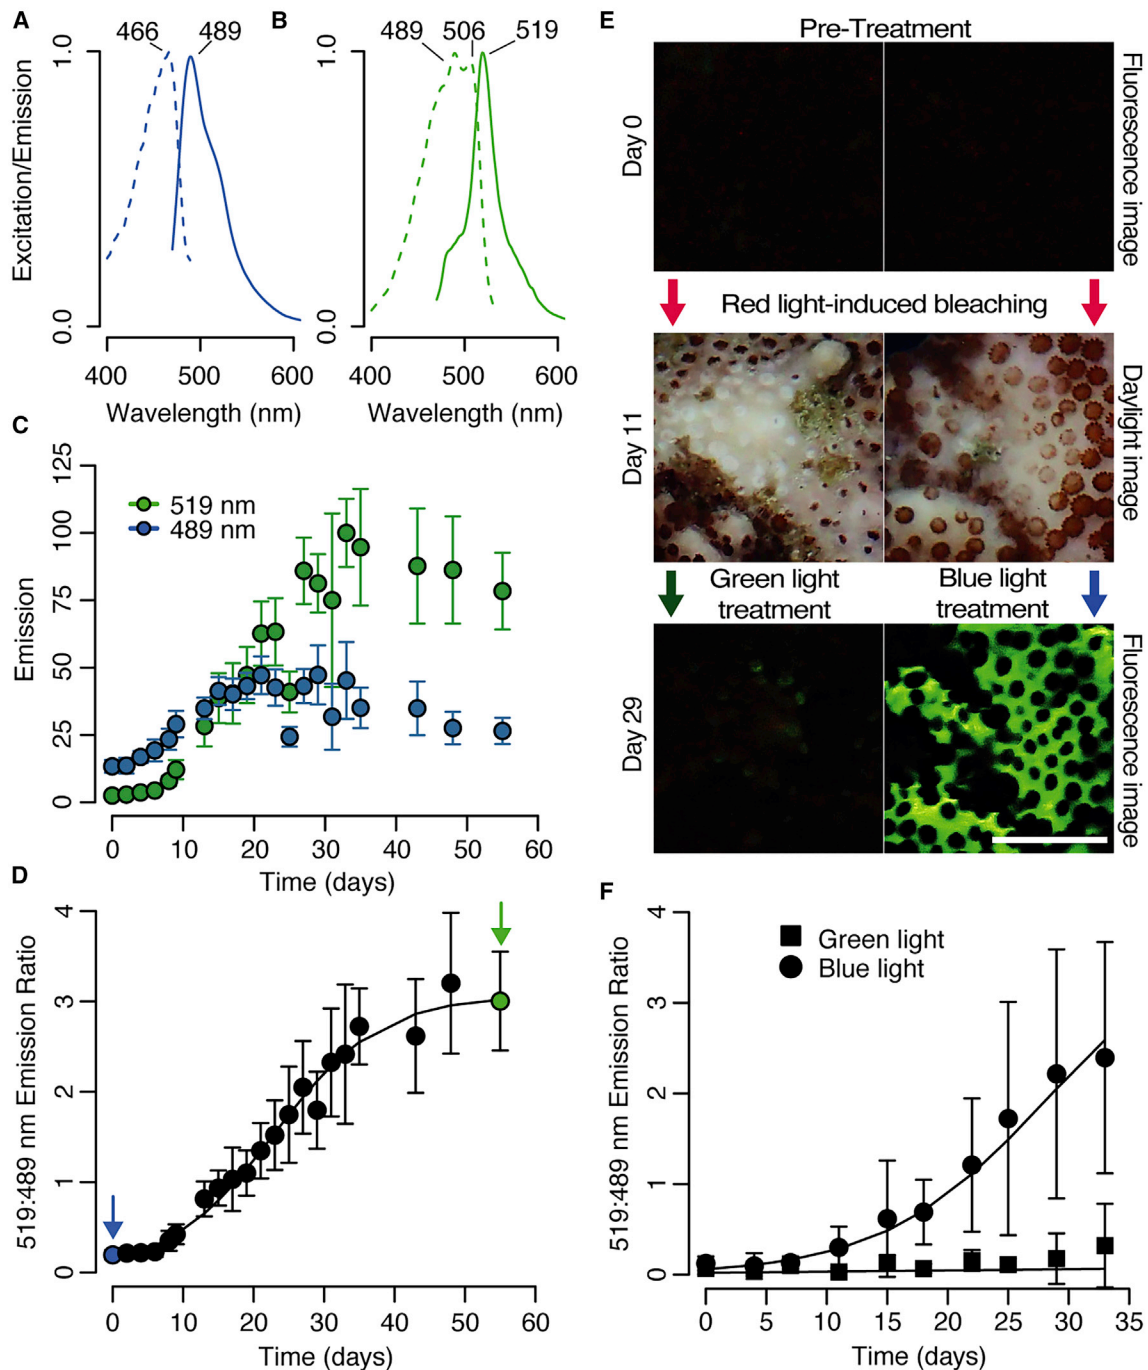 A
466
489
1.0
0.0
Excitation/Emission
400
500
600
Wavelength (nm)
B
489
506
519
1.0
0.0
400
500
600
Wavelength (nm)
C
125
100
75
50
25
0
Emission
519 nm
489 nm
0
10
20
30
40
50
60
Time (days)
D
4
3
2
1
0
519:489 nm Emission Ratio
0
10
20
30
40
50
60
Time (days)
E
Pre-Treatment
Day 0
Fluorescence image
Red light-induced bleaching
Day 11
Daylight image
Green light
treatment
Blue light
treatment
Day 29
Fluorescence image
F
4
3
2
1
0
519:489 nm Emission Ratio
Green light
Blue light
0
5
10
15
20
25
30
35
Time (days)